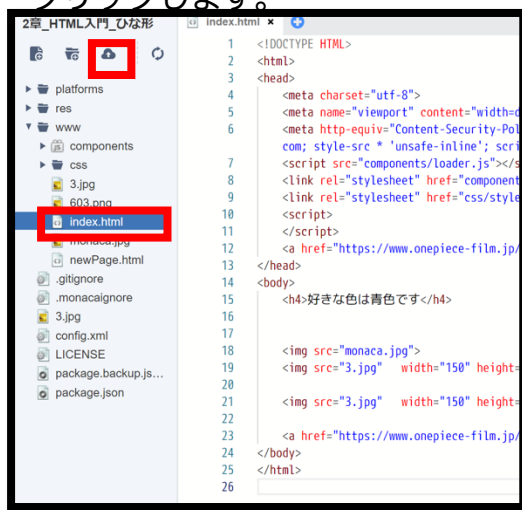 クリックします。
2章_HTML入門_ひな形
index.html ×
platforms
res
www
components
css
3.jpg
603.png
index.html
monaca.jpg
newPage.html
.gitignore
.monacaignore
3.jpg
config.xml
LICENSE
package.backup.js...
package.json
1 <!DOCTYPE HTML>
2 <html>
3 <head>
4 <meta charset="utf-8">
5 <meta name="viewport" content="width=d
6 <meta http-equiv="Content-Security-Pol
com; style-src * 'unsafe-inline'; scri
7 <script src="components/loader.js"></s
8 <link rel="stylesheet" href="component
9 <link rel="stylesheet" href="css/style
10 <script>
11 </script>
12 <a href="https://www.onepiece-film.jp/
13 </head>
14 <body>
15 <h4>好きな色は青色です</h4>
16
17
18 <img src="monaca.jpg">
19 <img src="3.jpg" width="150" height=
20
21 <img src="3.jpg" width="150" height=
22
23 <a href="https://www.onepiece-film.jp/
24 </body>
25 </html>
26